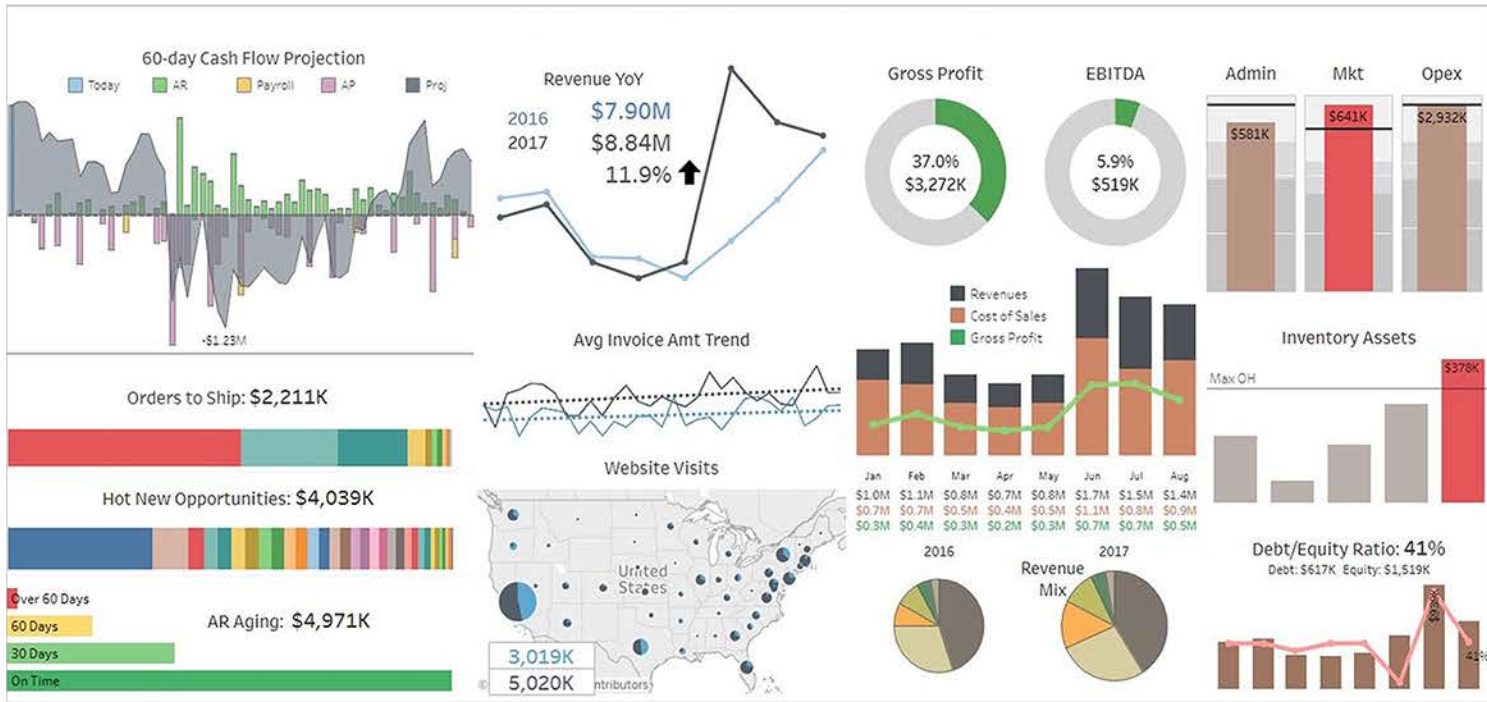 60-day Cash Flow Projection
Today AR Payroll AP Proj
-$1.23M
Orders to Ship: $2,211K
Hot New Opportunities: $4,039K
AR Aging: $4,971K
Over 60 Days
60 Days
30 Days
On Time
Revenue YoY
2016 $7.90M
2017 $8.84M
11.9%
Avg Invoice Amt Trend
Website Visits
United
States
3,019K
5,020K
©
ntributors
Gross Profit
37.0%
$3,272K
EBITDA
5.9%
$519K
Revenues
Cost of Sales
Gross Profit
Jan Feb Mar Apr May Jun Jul Aug
$1.0M $1.1M $0.8M $0.7M $0.8M $1.7M $1.5M $1.4M
$0.7M $0.7M $0.5M $0.4M $0.5M $1.1M $0.8M $0.9M
$0.3M $0.4M $0.3M $0.2M $0.3M $0.7M $0.7M $0.5M
2016 2017
Revenue
Mix
Admin Mkt Opex
$581K $641K $2,932K
Inventory Assets
Max OH
$378K
Debt/Equity Ratio: 41%
Debt: $617K Equity: $1,519K
41%